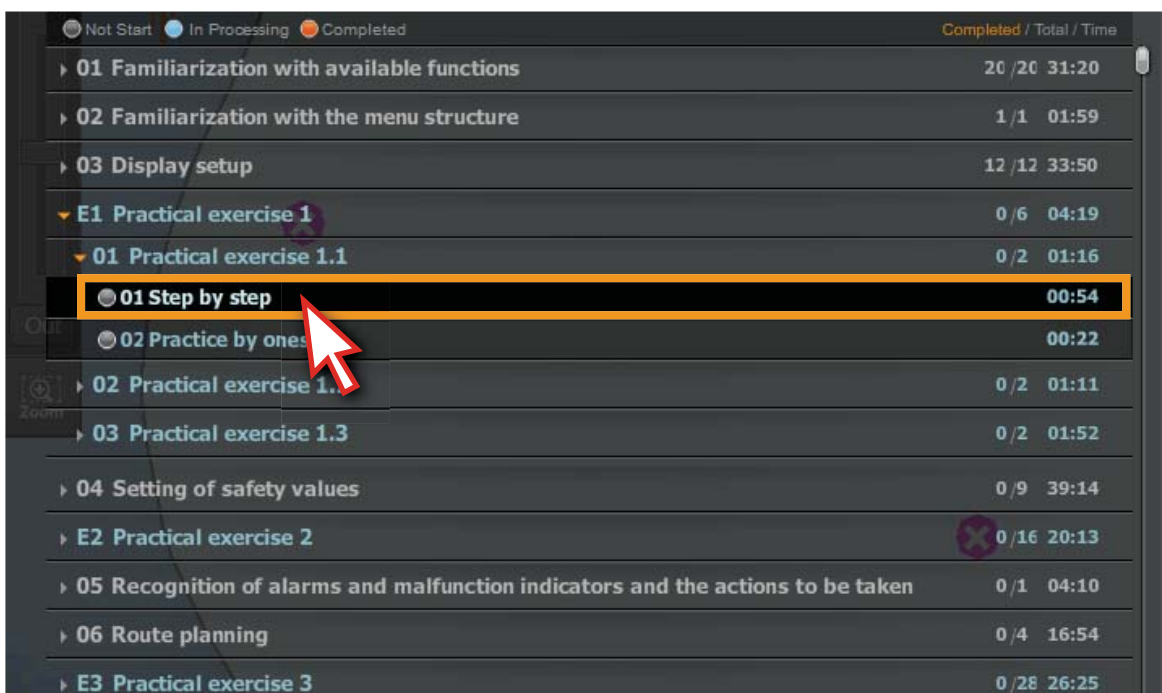 Not Start In Processing Completed Completed / Total / Time
01 Familiarization with available functions 20 /20 31:20
02 Familiarization with the menu structure 1 /1 01:59
03 Display setup 12 /12 33:50
E1 Practical exercise 1 0 /6 04:19
01 Practical exercise 1.1 0 /2 01:16
01 Step by step 00:54
02 Practice by 00:22
02 Practical exercise 0 /2 01:11
03 Practical exercise 1.3 0 /2 01:52
04 Setting of safety values 0 /9 39:14
E2 Practical exercise 2 0 /16 20:13
05 Recognition of alarms and malfunction indicators and the actions to be taken 0 /1 04:10
06 Route planning 0 /4 16:54
E3 Practical exercise 3 0 /28 26:25
Zoom